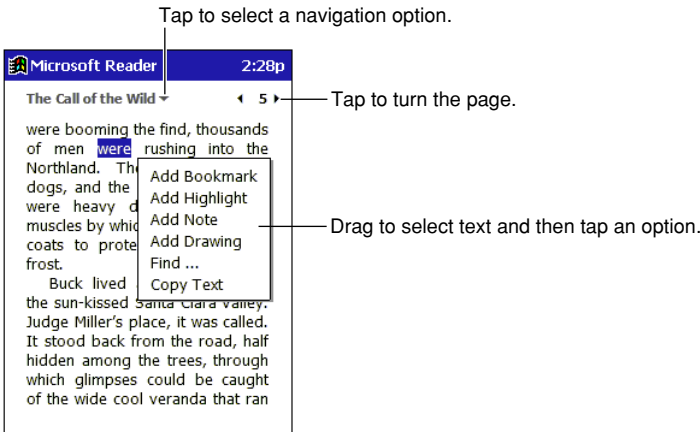 Tap to select a navigation option.
Microsoft Reader 2:28p
The Call of the Wild 5
Tap to turn the page.
were booming the find, thousands
of men were rushing into the
Northland. The
dogs, and the
were heavy d
muscles by whic
coats to prote
frost.
Buck lived
the sun-kissed Santa Clara Valley.
Judge Miller's place, it was called.
It stood back from the road, half
hidden among the trees, through
which glimpses could be caught
of the wide cool veranda that ran
Add Bookmark
Add Highlight
Add Note
Add Drawing
Find ...
Copy Text
Drag to select text and then tap an option.